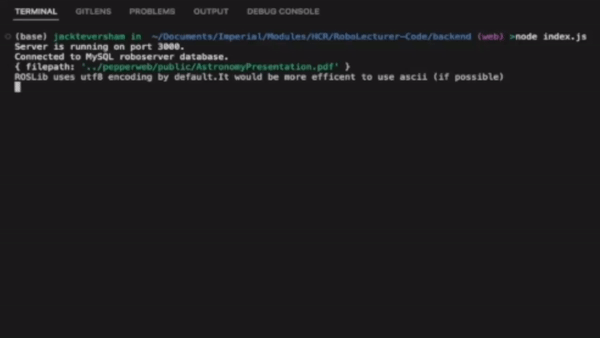 TERMINAL GITLENS PROBLEMS OUTPUT DEBUG CONSOLE
(base) jackteversham in ~/Documents/Imperial/Modules/HCR/RoboLecturer-Code/backend (web) >node index.js
Server is running on port 3000.
Connected to MySQL roboserver database.
{ filepath: '../pepperweb/public/AstronomyPresentation.pdf' }
ROSLib uses utf8 encoding by default.It would be more efficent to use ascii (if possible)